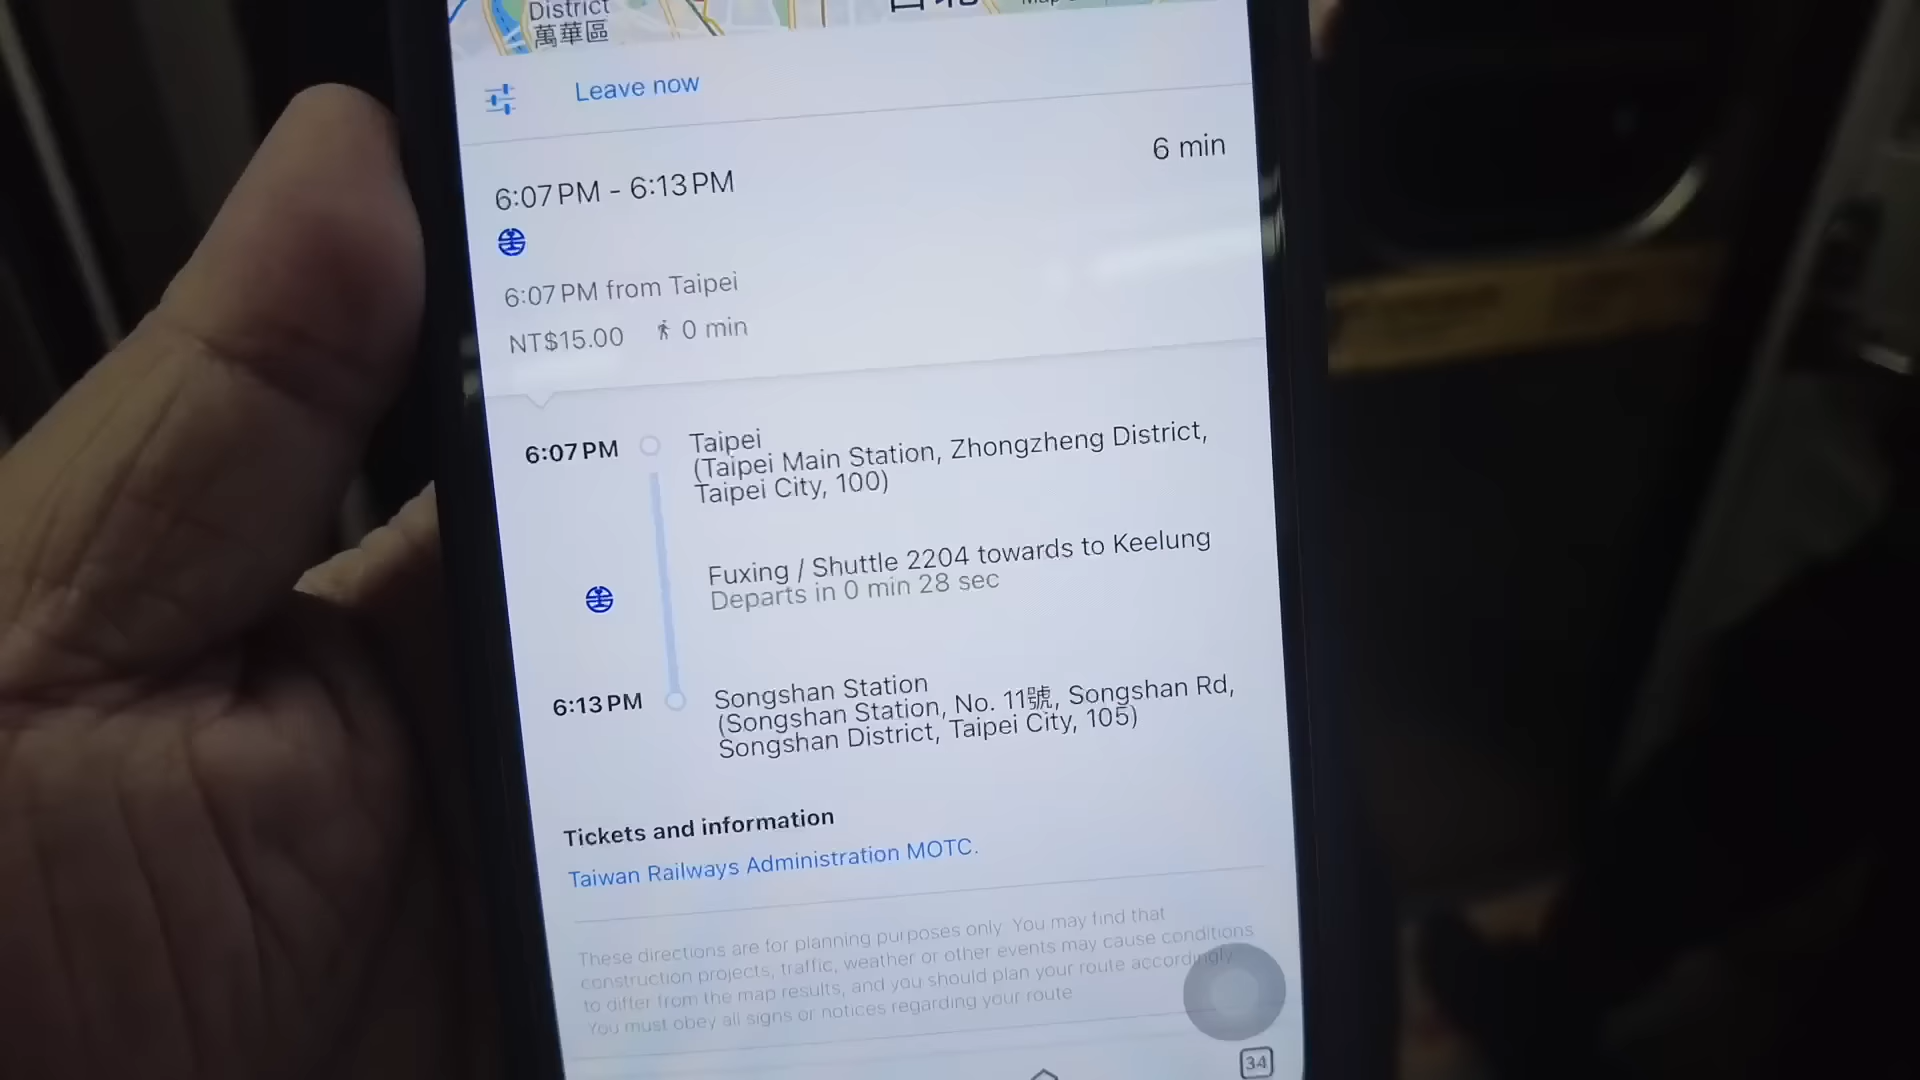 District
萬華區
Leave now
6:07 PM - 6:13 PM
6 min
6:07 PM from Taipei
NT$15.00 0 min
6:07 PM
Taipei
(Taipei Main Station, Zhongzheng District,
Taipei City, 100)
Fuxing / Shuttle 2204 towards to Keelung
Departs in 0 min 28 sec
6:13 PM
Songshan Station
(Songshan Station, No. 11號, Songshan Rd,
Songshan District, Taipei City, 105)
Tickets and information
Taiwan Railways Administration MOTC.
These directions are for planning purposes only. You may find that
construction projects, traffic, weather or other events may cause conditions
to differ from the map results, and you should plan your route accordingly.
You must obey all signs or notices regarding your route
34